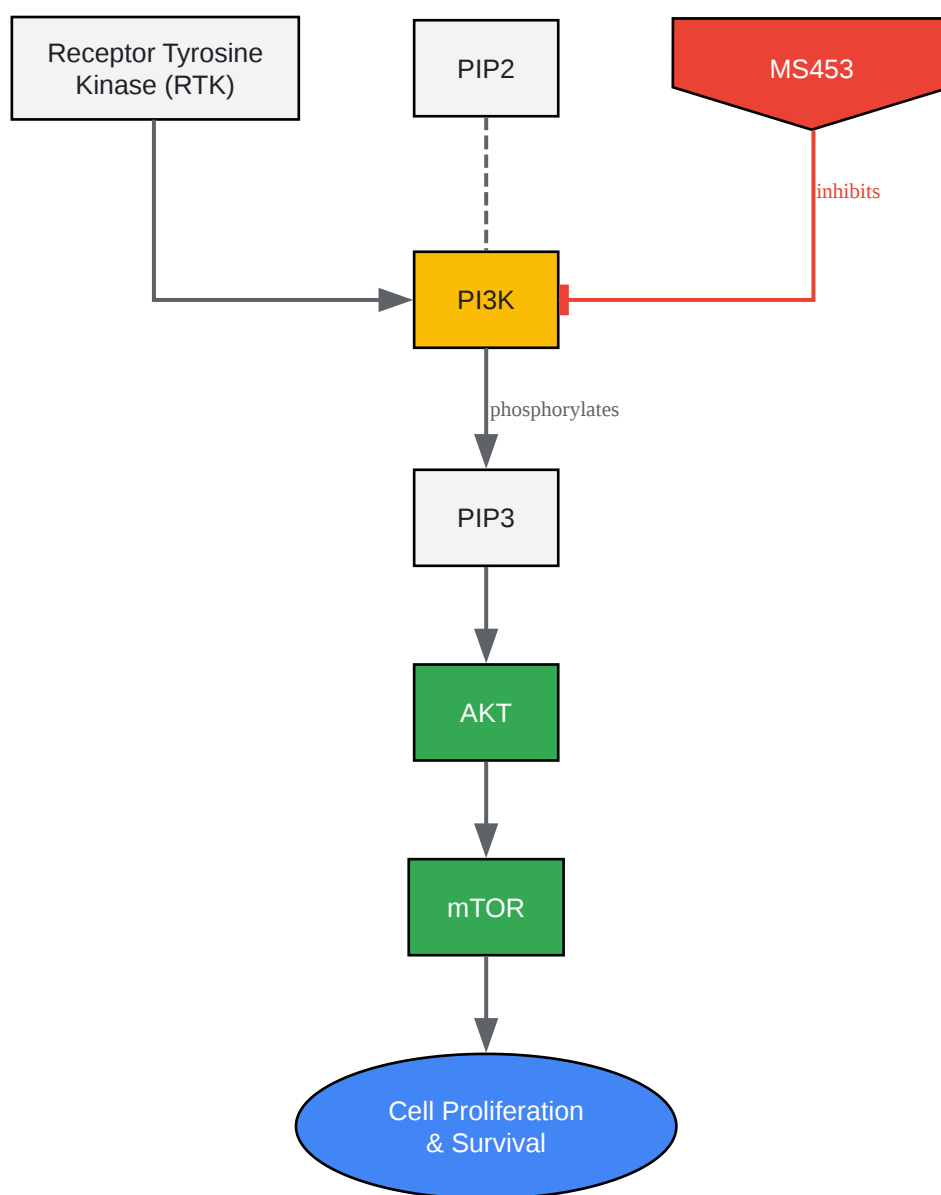 Receptor Tyrosine
Kinase (RTK)
PIP2
MS453
inhibits
PI3K
phosphorylates
PIP3
AKT
mTOR
Cell Proliferation
& Survival